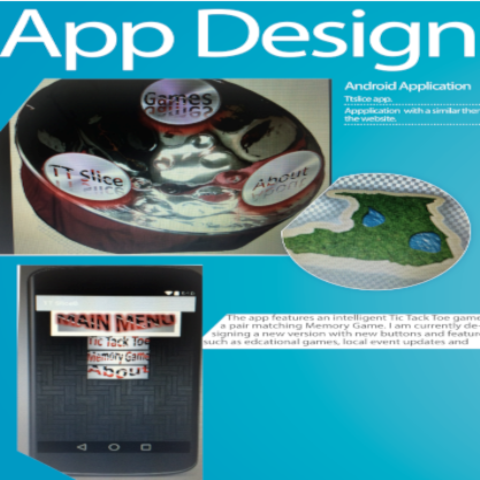 App Design
Android Application
Ttslice app.
Appplication with a similar ther
the website.
Games
TT Slice
About
The app features an intelligent Tic Tack Toe game
a pair matching Memory Game. I am currently de-
signing a new version with new buttons and featur
such as edcational games, local event updates and
MAIN MENU
Tic Tack Toe
Memory Game
About